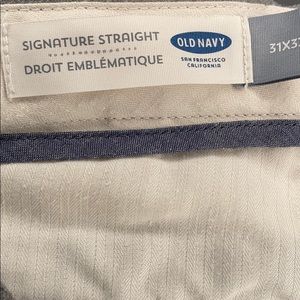 SIGNATURE STRAIGHT
DROIT EMBLÉMATIQUE
OLD NAVY
SAN FRANCISCO
CALIFORNIA